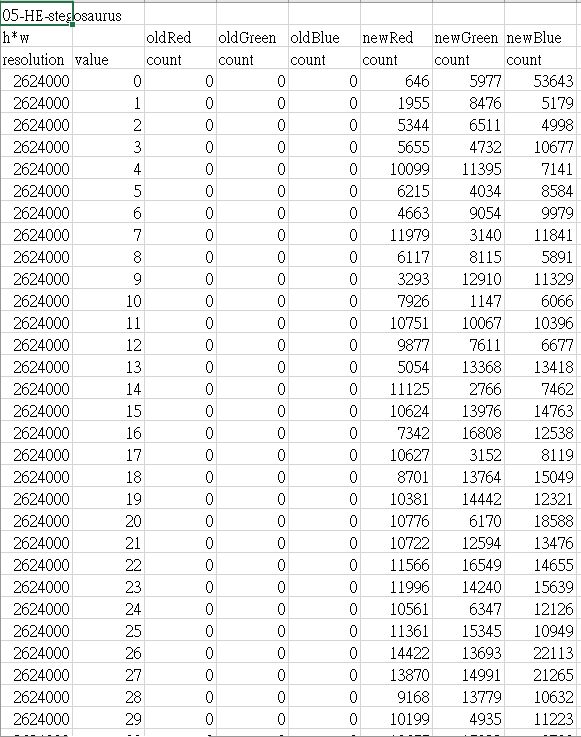 05-HE-stegosaurus
h*w oldRed oldGreen oldBlue newRed newGreen newBlue
resolution value count count count count count count
2624000 0 0 0 0 646 5977 53643
2624000 1 0 0 0 1955 8476 5179
2624000 2 0 0 0 5344 6511 4998
2624000 3 0 0 0 5655 4732 10677
2624000 4 0 0 0 10099 11395 7141
2624000 5 0 0 0 6215 4034 8584
2624000 6 0 0 0 4663 9054 9979
2624000 7 0 0 0 11979 3140 11841
2624000 8 0 0 0 6117 8115 5891
2624000 9 0 0 0 3293 12910 11329
2624000 10 0 0 0 7926 1147 6066
2624000 11 0 0 0 10751 10067 10396
2624000 12 0 0 0 9877 7611 6677
2624000 13 0 0 0 5054 13368 13418
2624000 14 0 0 0 11125 2766 7462
2624000 15 0 0 0 10624 13976 14763
2624000 16 0 0 0 7342 16808 12538
2624000 17 0 0 0 10627 3152 8119
2624000 18 0 0 0 8701 13764 15049
2624000 19 0 0 0 10381 14442 12321
2624000 20 0 0 0 10776 6170 18588
2624000 21 0 0 0 10722 12594 13476
2624000 22 0 0 0 11566 16549 14655
2624000 23 0 0 0 11996 14240 15639
2624000 24 0 0 0 10561 6347 12126
2624000 25 0 0 0 11361 15345 10949
2624000 26 0 0 0 14422 13693 22113
2624000 27 0 0 0 13870 14991 21265
2624000 28 0 0 0 9168 13779 10632
2624000 29 0 0 0 10199 4935 11223